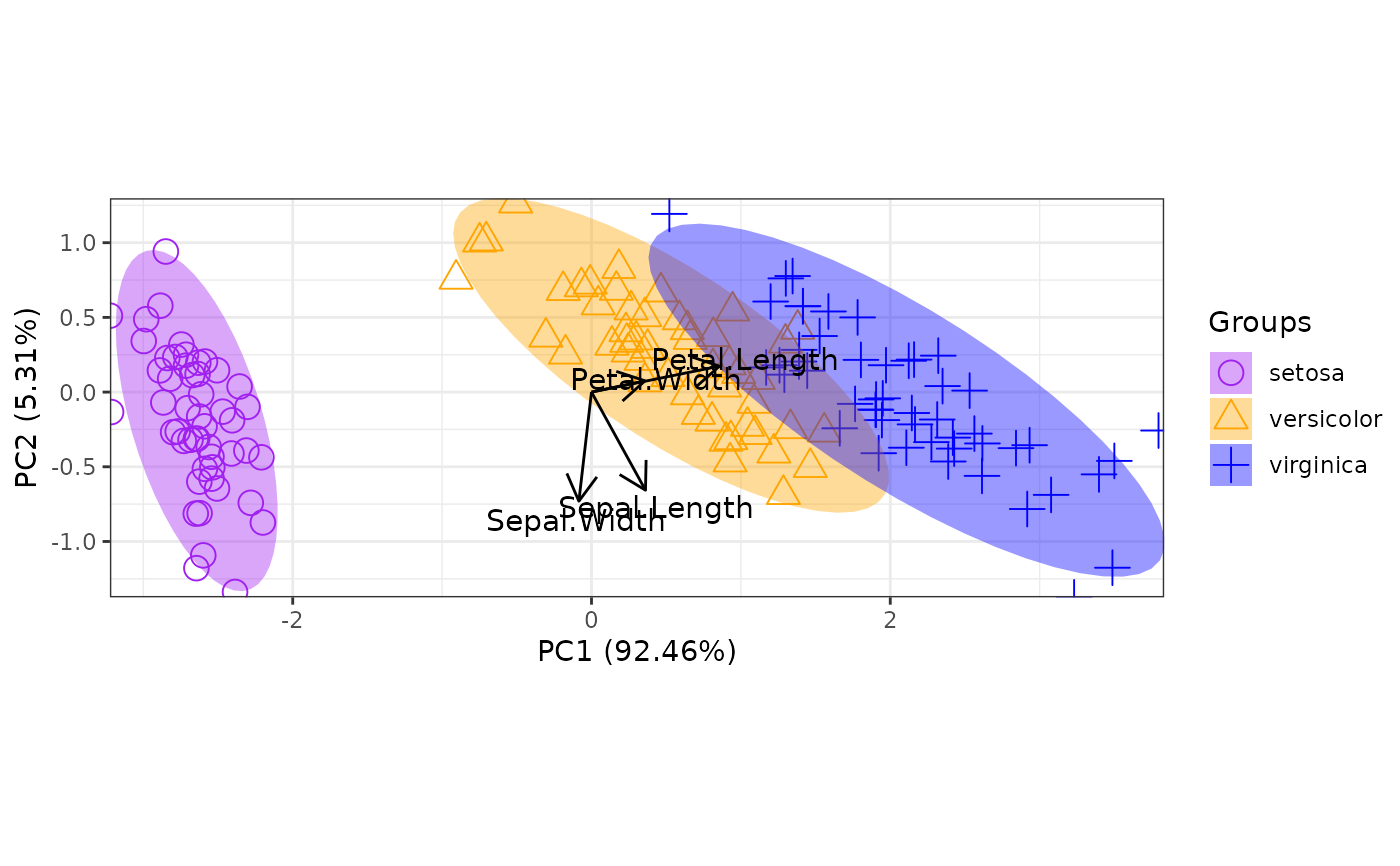 1.0
0.5
0.0
-0.5
-1.0
PC2 (5.31%)
Petal.Length
Petal.Width
Sepal.Length
Sepal.Width
-2
0
2
PC1 (92.46%)
Groups
setosa
versicolor
virginica